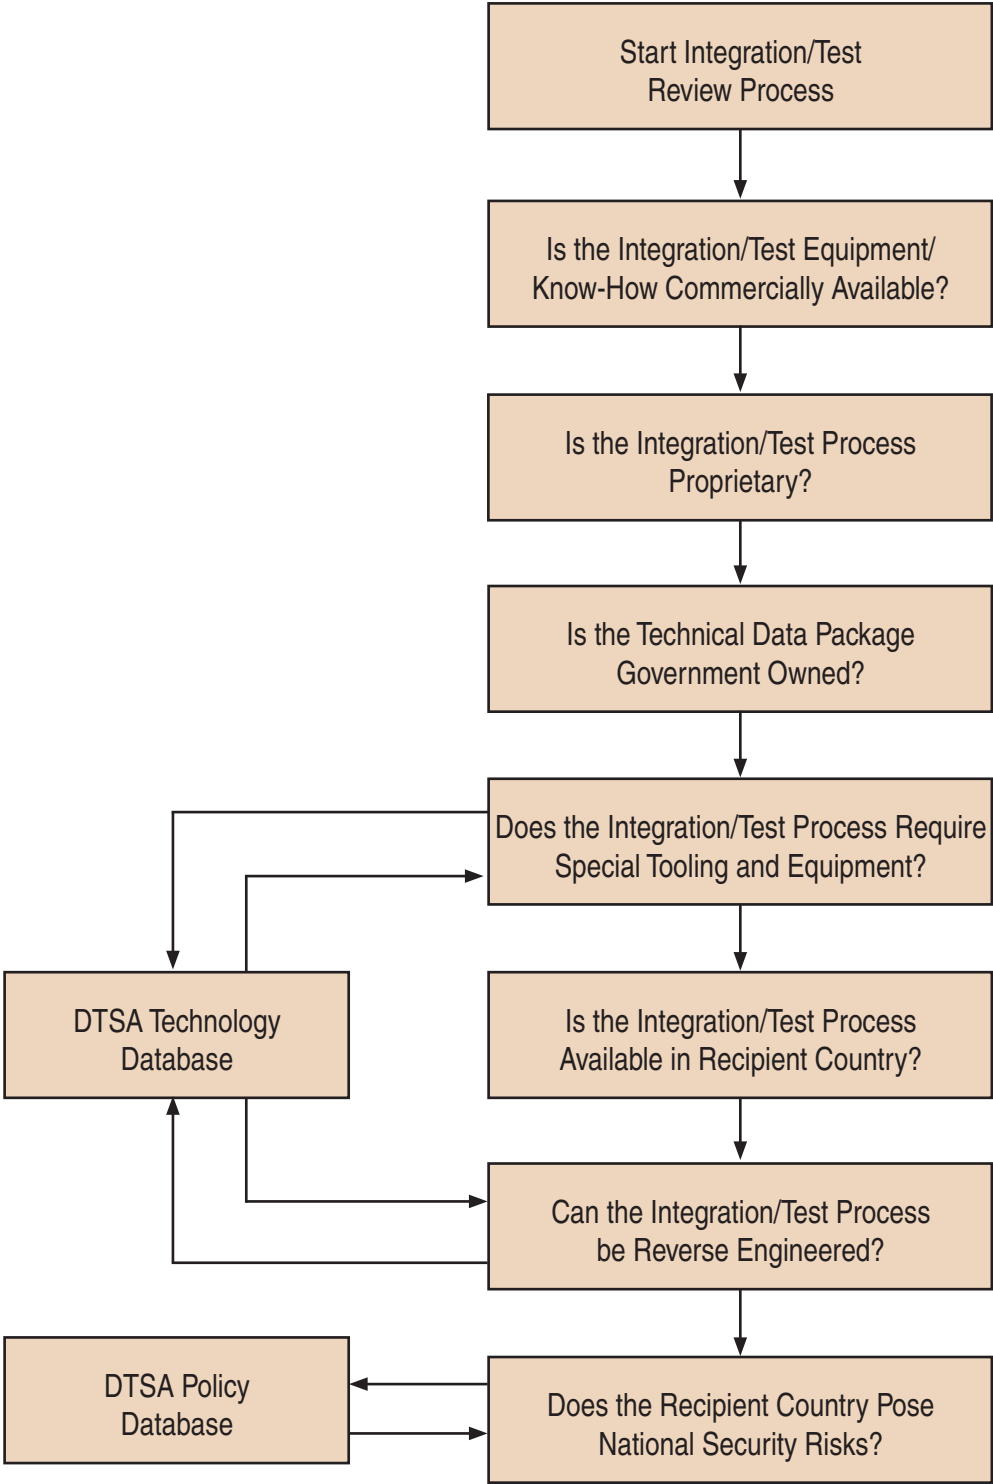 Start Integration/Test
Review Process
Is the Integration/Test Equipment/
Know-How Commercially Available?
Is the Integration/Test Process
Proprietary?
Is the Technical Data Package
Government Owned?
Does the Integration/Test Process Require
Special Tooling and Equipment?
DTSA Technology
Database
Is the Integration/Test Process
Available in Recipient Country?
Can the Integration/Test Process
be Reverse Engineered?
DTSA Policy
Database
Does the Recipient Country Pose
National Security Risks?